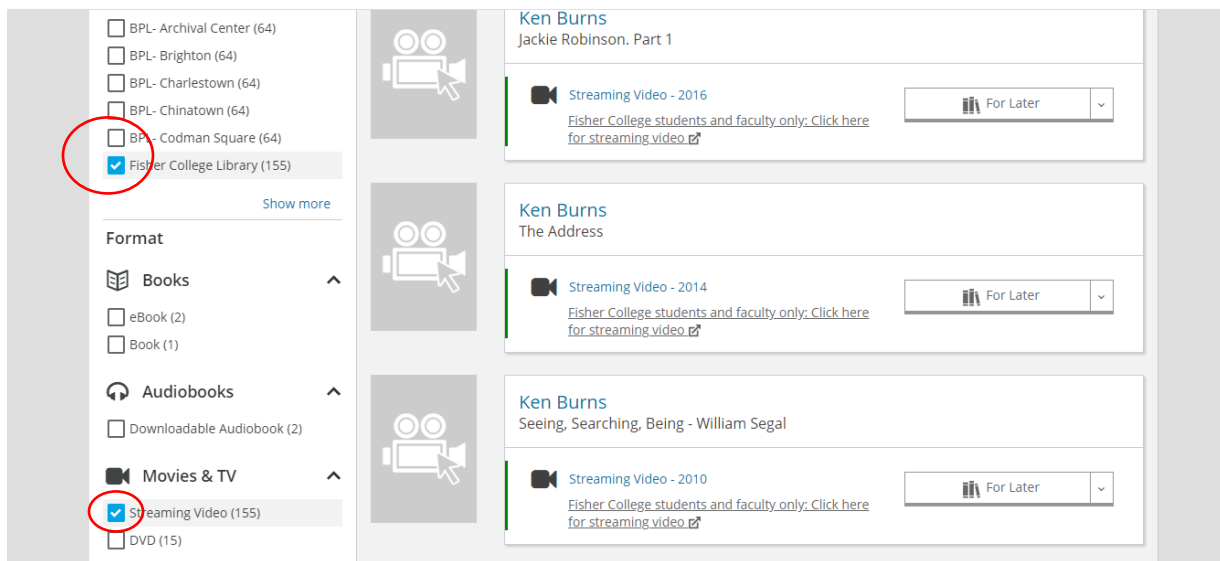 BPL- Archival Center (64)
BPL- Brighton (64)
BPL- Charlestown (64)
BPL- Chinatown (64)
BPL- Codman Square (64)
Fisher College Library (155)
Show more
Format
Books
eBook (2)
Book (1)
Audiobooks
Downloadable Audiobook (2)
Movies & TV
Streaming Video (155)
DVD (15)
Ken Burns
Jackie Robinson. Part 1
Streaming Video - 2016
Fisher College students and faculty only: Click here
for streaming video
For Later
Ken Burns
The Address
Streaming Video - 2014
Fisher College students and faculty only: Click here
for streaming video
For Later
Ken Burns
Seeing, Searching, Being - William Segal
Streaming Video - 2010
Fisher College students and faculty only: Click here
for streaming video
For Later